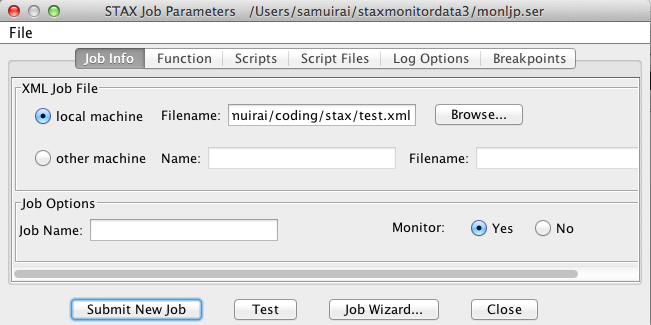 STAX Job Parameters /Users/samuirai/staxmonitordata3/monljp.ser
File
Job Info Function Scripts Script Files Log Options Breakpoints
XML Job File
local machine Filename: nuirai/coding/stax/test.xml Browse...
other machine Name: Filename:
Job Options
Job Name: Monitor: Yes No
Submit New Job Test Job Wizard... Close